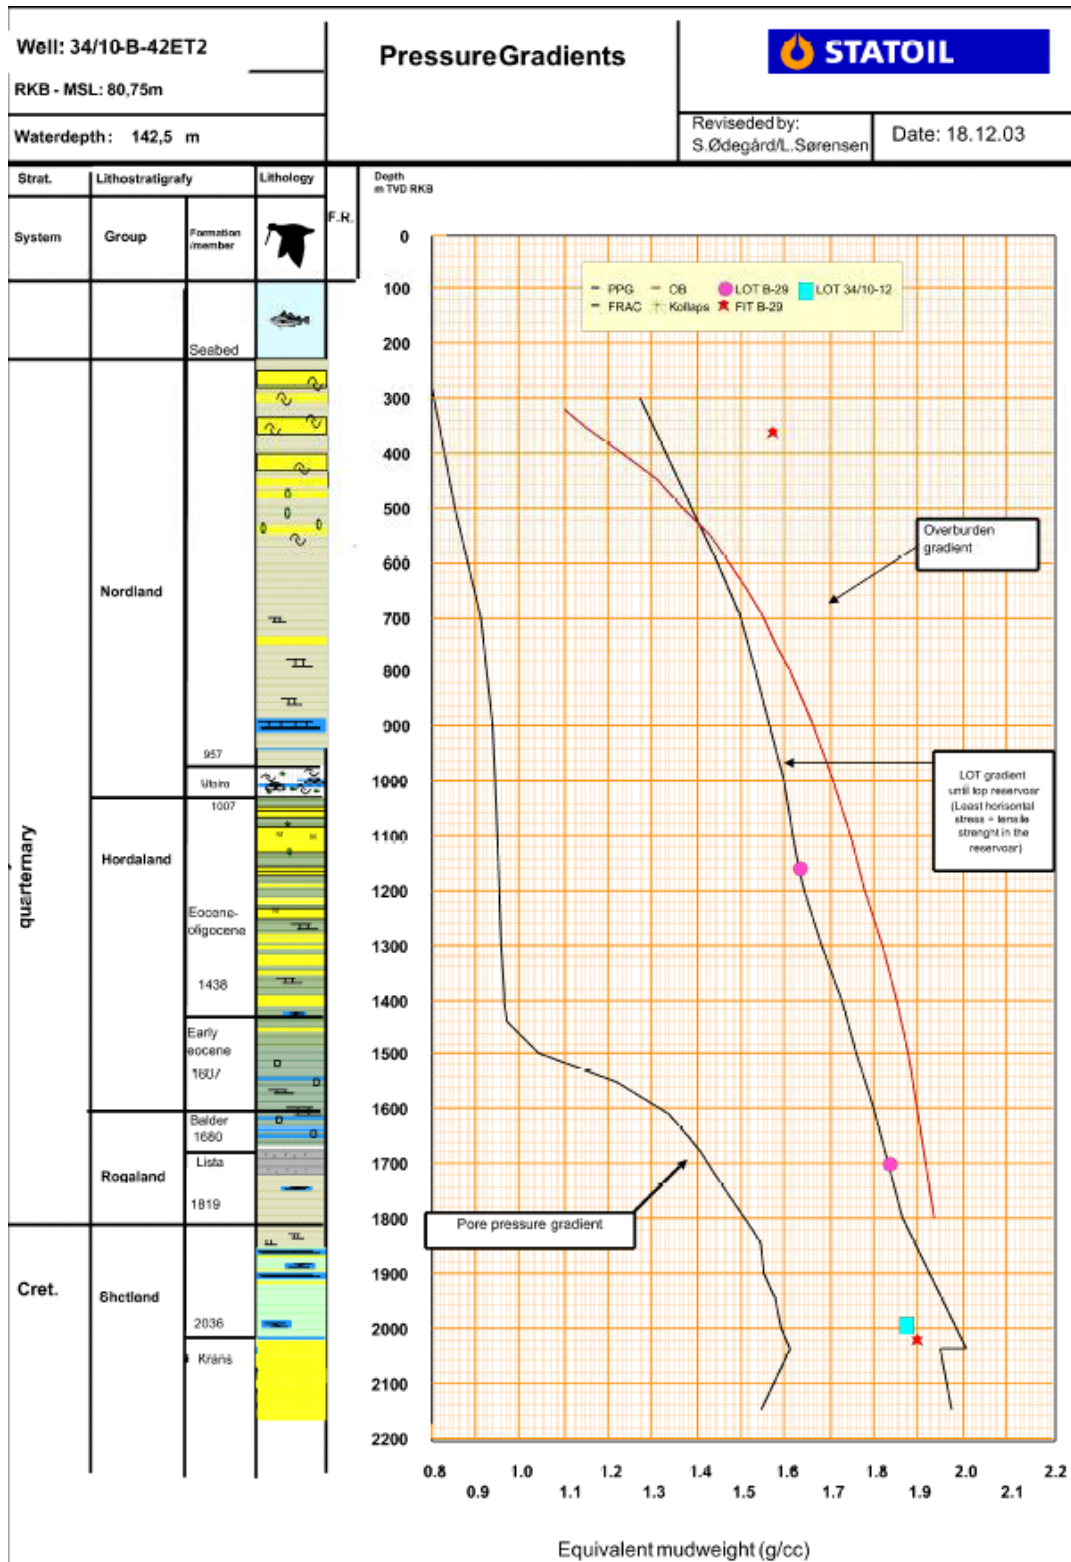 Well: 34/10-B-42ET2
RKB - MSL: 80,75m
Waterdepth: 142,5 m
PressureGradients
STATOIL
Reviseded by:
S.Ødegård/L.Sørensen
Date: 18.12.03
Strat.
Lithostratigrafy
Lithology
F.R.
Depth
m TVD RKB
System
Group
Formation
/member
0
100
200
300
400
500
600
700
800
900
1000
1100
1200
1300
1400
1500
1600
1700
1800
1900
2000
2100
2200
PPG
OB
LOT B-29
LOT 34/10-12
FRAC
Kollaps
FIT B-29
Seabed
Nordland
957
1007
Hordaland
quarternary
Eocene-
oligocene
1438
Early
eocene
1607
Balder
1680
Lista
Rogaland
1819
Cret.
Shetland
2036
Overburden
gradient
LOT gradient
until top reservoar
(Least horisontal
stress = tensile
strenght in the
reservoar)
Pore pressure gradient
0.8
0.9
1.0
1.1
1.2
1.3
1.4
1.5
1.6
1.7
1.8
1.9
2.0
2.1
2.2
Equivalent mudweight (g/cc)